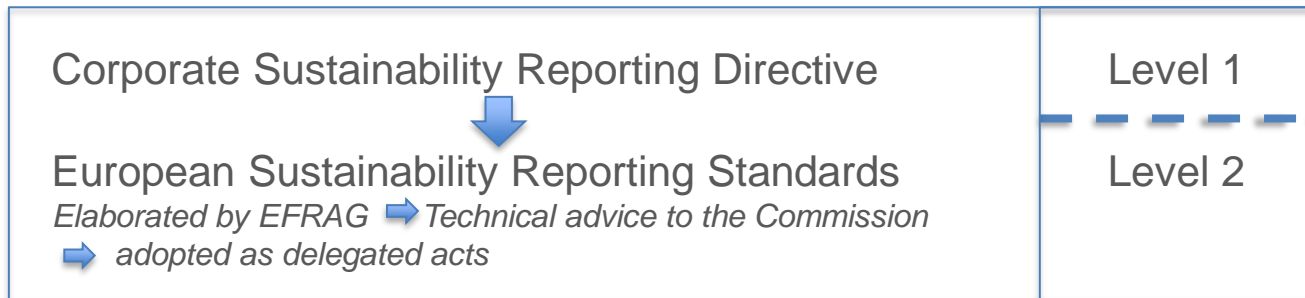 Corporate Sustainability Reporting Directive
Level 1
European Sustainability Reporting Standards
Level 2
Elaborated by EFRAG Technical advice to the Commission
adopted as delegated acts